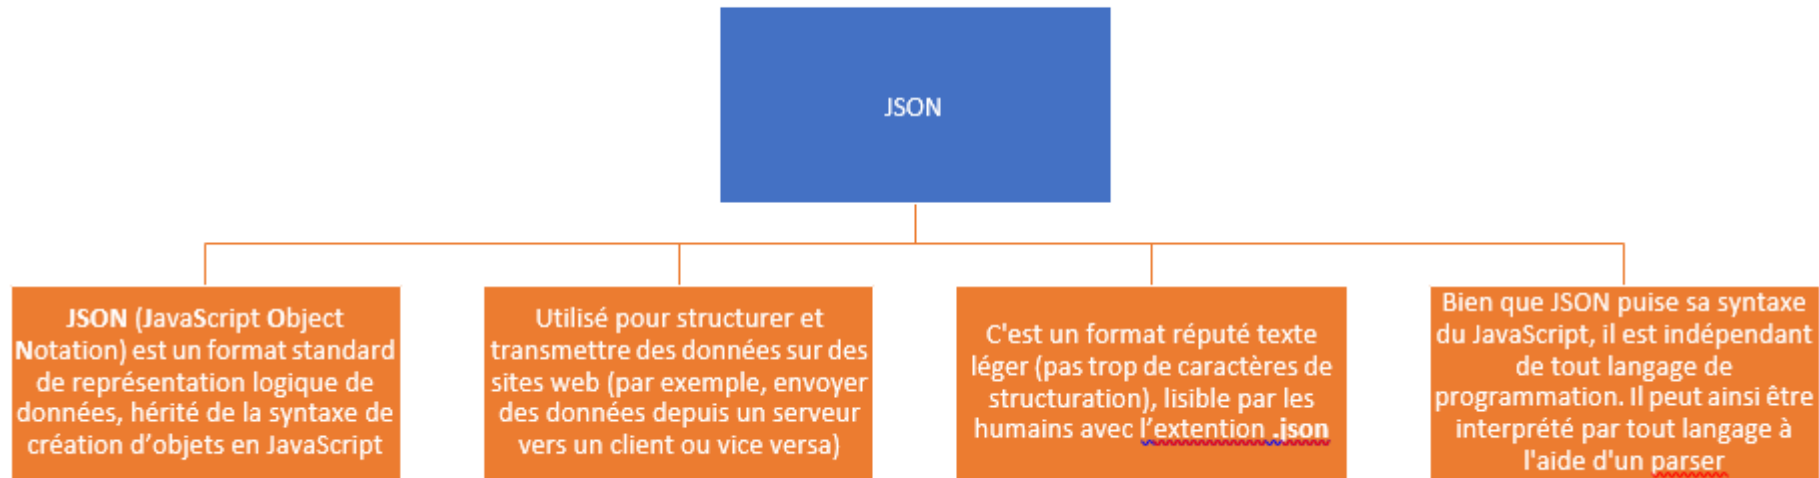 JSON
JSON (JavaScript Object
Notation) est un format standard
de représentation logique de
données, hérité de la syntaxe de
création d’objets en JavaScript
Utilisé pour structurer et
transmettre des données sur des
sites web (par exemple, envoyer
des données depuis un serveur
vers un client ou vice versa)
C'est un format réputé texte
léger (pas trop de caractères de
structuration), lisible par les
humains avec l’extention .json
Bien que JSON puise sa syntaxe
du JavaScript, il est indépendant
de tout langage de
programmation. Il peut ainsi être
interprété par tout langage à
l'aide d'un parser